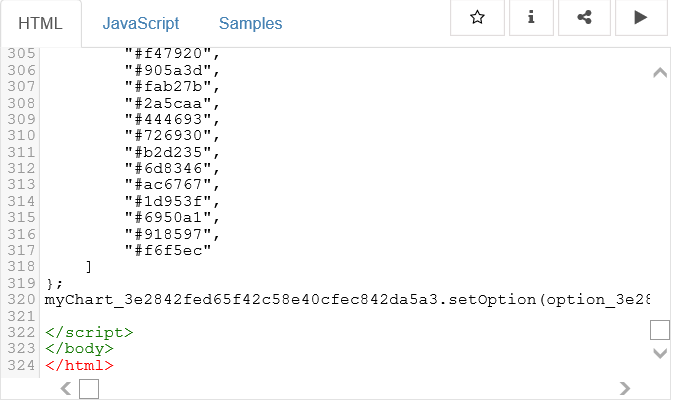 HTML JavaScript Samples
305 "#f47920",
306 "#905a3d",
307 "#fab27b",
308 "#2a5caa",
309 "#444693",
310 "#726930",
311 "#b2d235",
312 "#6d8346",
313 "#ac6767",
314 "#1d953f",
315 "#6950a1",
316 "#918597",
317 "#f6f5ec"
318 ]
319 };
320 myChart_3e2842fed65f42c58e40cfec842da5a3.setOption(option_3e28
321
322 </script>
323 </body>
324 </html>